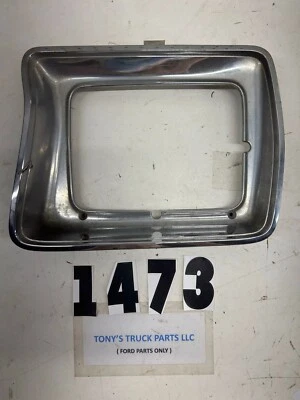 1473
TONY'S TRUCK PARTS LLC
( FORD PARTS ONLY )